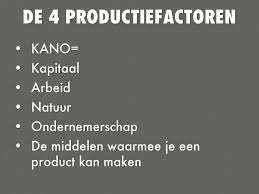 DE 4 PRODUCTIEFACTOREN
• KANO=
• Kapitaal
• Arbeid
• Natuur
• Ondernemerschap
• De middelen waarmee je een
product kan maken